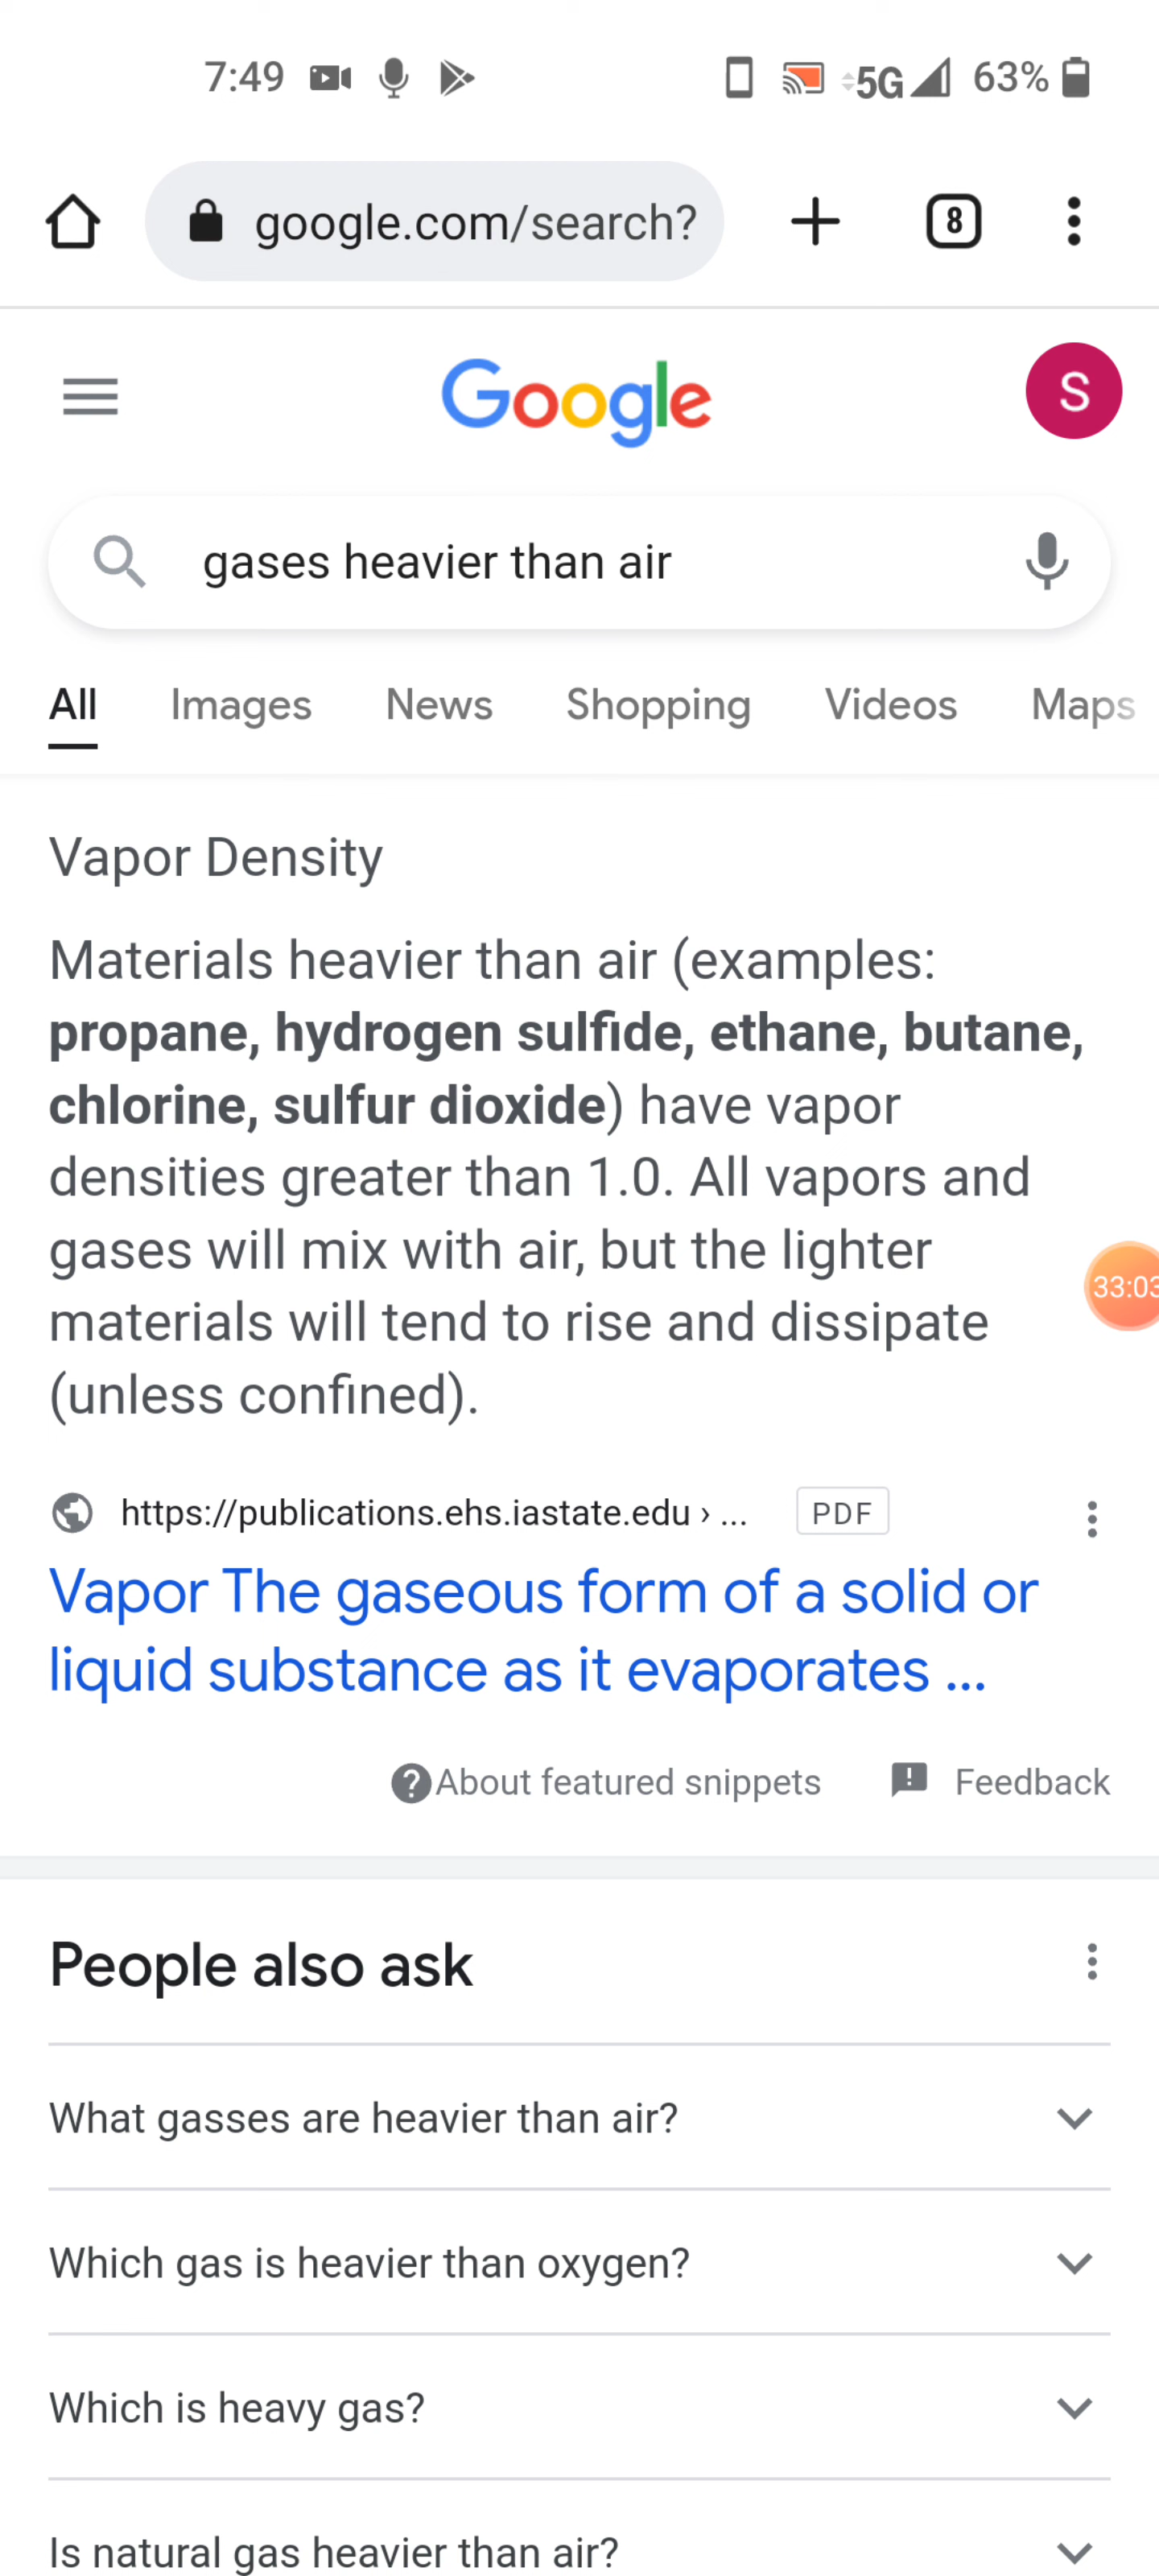 7:49 5G 63%
google.com/search? 8
Google S
gases heavier than air
All Images News Shopping Videos Maps
Vapor Density
Materials heavier than air (examples:
propane, hydrogen sulfide, ethane, butane,
chlorine, sulfur dioxide) have vapor
densities greater than 1.0. All vapors and
gases will mix with air, but the lighter
33:03
materials will tend to rise and dissipate
(unless confined).
https://publications.ehs.iastate.edu › ... PDF
Vapor The gaseous form of a solid or
liquid substance as it evaporates ...
About featured snippets Feedback
People also ask
What gasses are heavier than air?
Which gas is heavier than oxygen?
Which is heavy gas?
Is natural gas heavier than air?